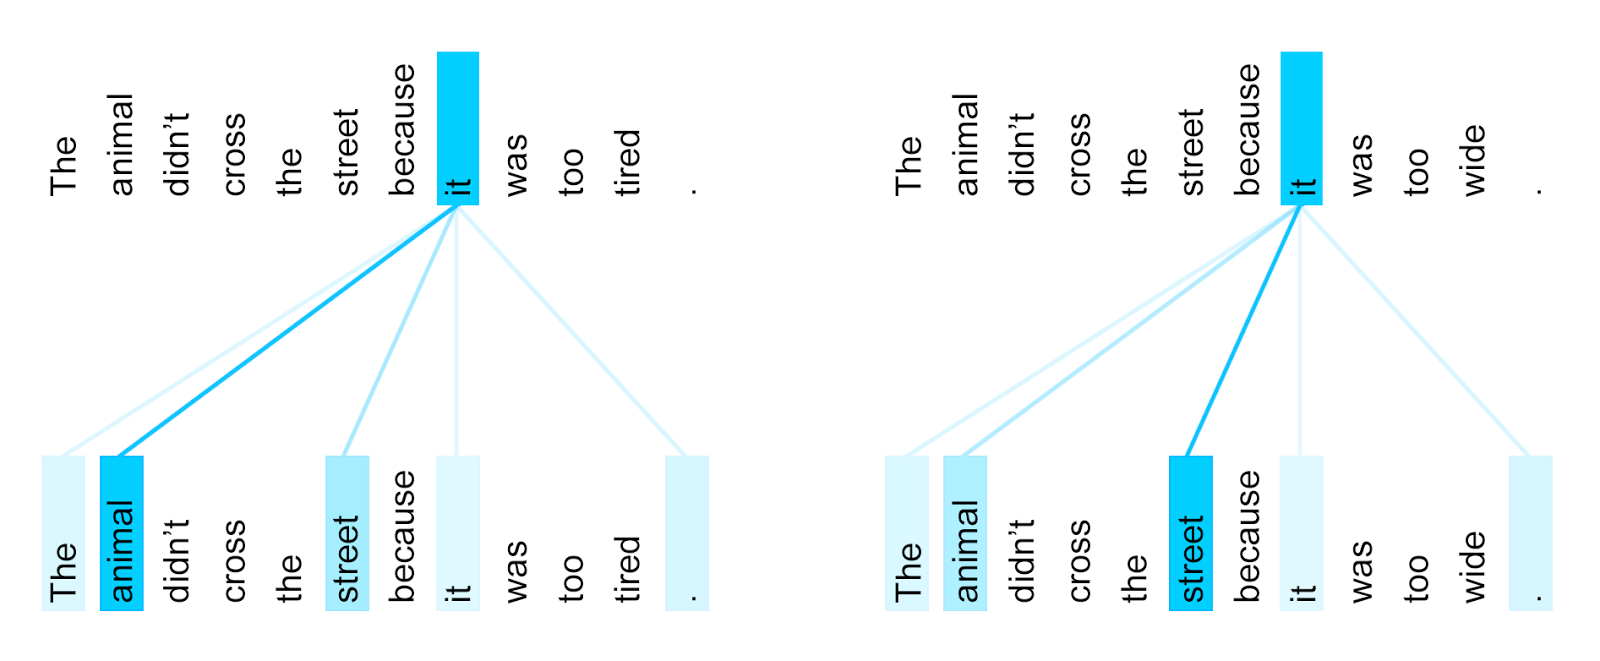 The animal didn’t cross the street because it was too tired .
The animal didn’t cross the street because it was too wide .
The animal didn’t cross the street because it was too tired .
The animal didn’t cross the street because it was too wide .